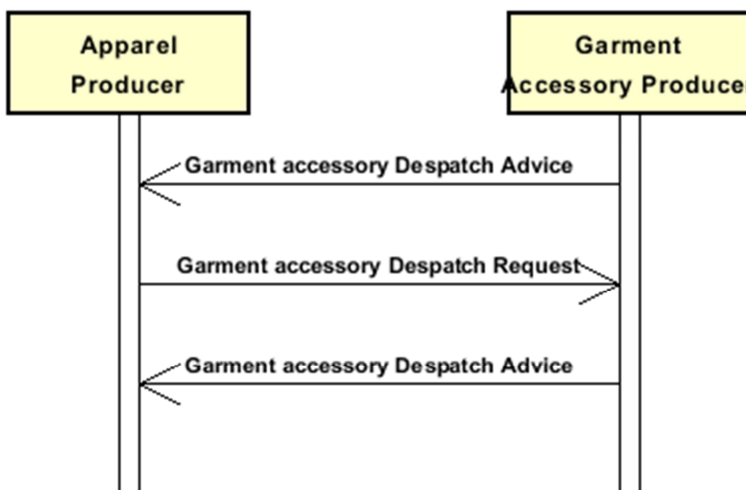 Apparel
Producer
Garment
Accessory Producer
Garment accessory Despatch Advice
Garment accessory Despatch Request
Garment accessory Despatch Advice